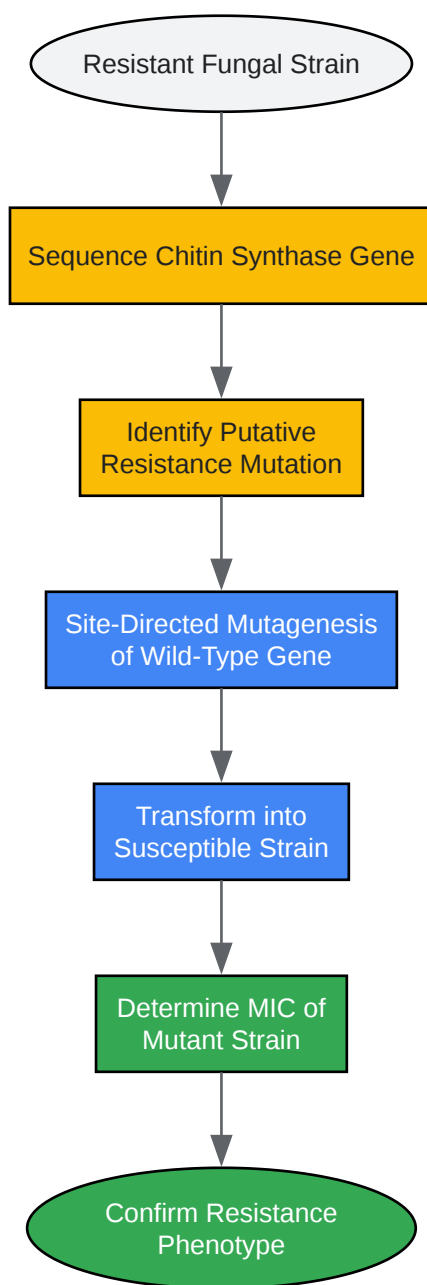 Resistant Fungal Strain
Sequence Chitin Synthase Gene
Identify Putative
Resistance Mutation
Site-Directed Mutagenesis
of Wild-Type Gene
Transform into
Susceptible Strain
Determine MIC of
Mutant Strain
Confirm Resistance
Phenotype